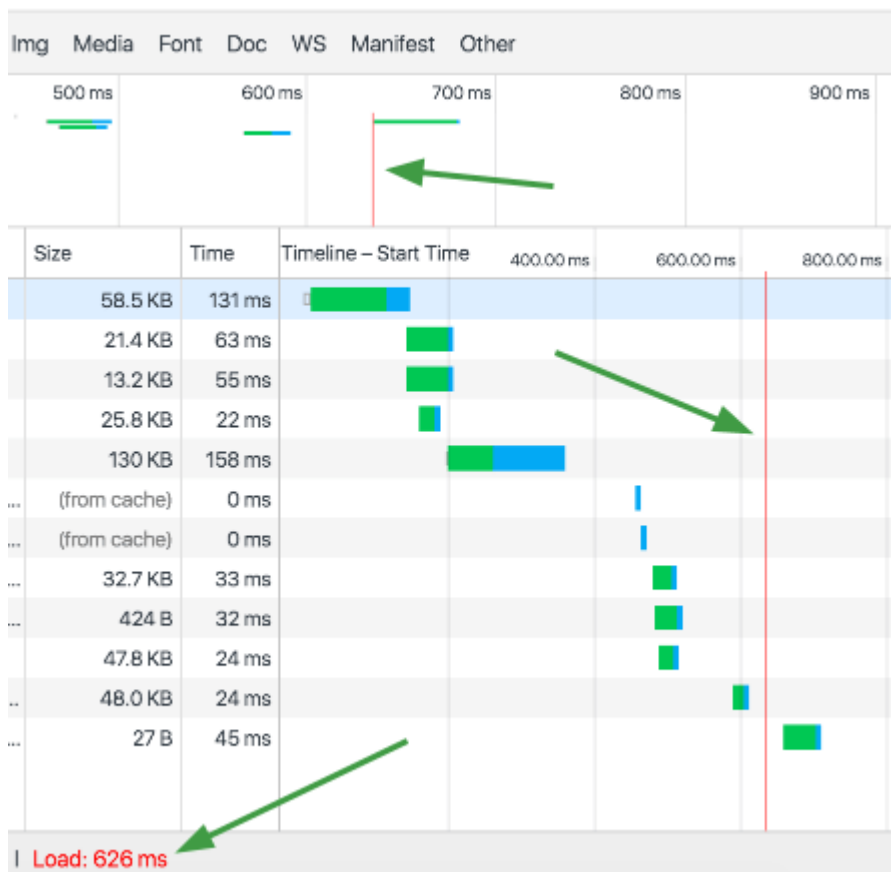 Img Media Font Doc WS Manifest Other
500 ms 600 ms 700 ms 800 ms 900 ms
Size Time Timeline – Start Time 400.00 ms 600.00 ms 800.00 ms
58.5 KB 131 ms
21.4 KB 63 ms
13.2 KB 55 ms
25.8 KB 22 ms
130 KB 158 ms
... (from cache) 0 ms
... (from cache) 0 ms
... 32.7 KB 33 ms
... 424 B 32 ms
47.8 KB 24 ms
.. 48.0 KB 24 ms
... 27 B 45 ms
| Load: 626 ms